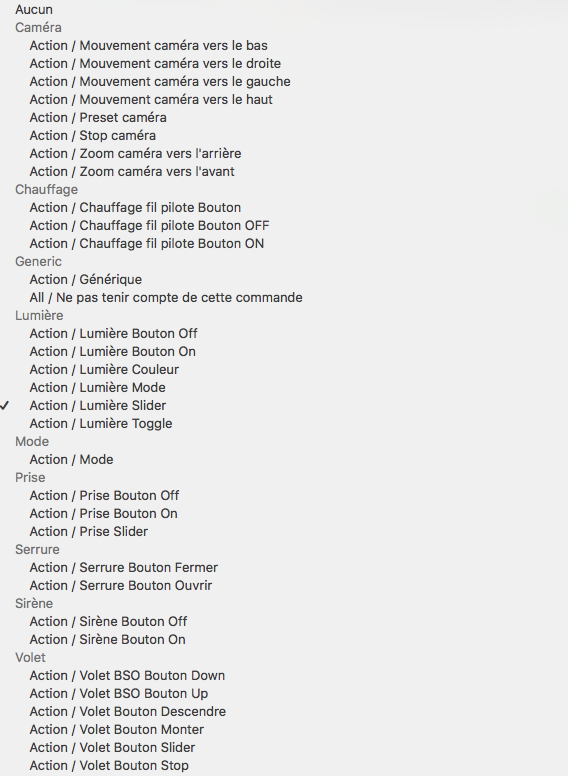 Aucun
Caméra
Action / Mouvement caméra vers le bas
Action / Mouvement caméra vers le droite
Action / Mouvement caméra vers le gauche
Action / Mouvement caméra vers le haut
Action / Preset caméra
Action / Stop caméra
Action / Zoom caméra vers l'arrière
Action / Zoom caméra vers l'avant
Chauffage
Action / Chauffage fil pilote Bouton
Action / Chauffage fil pilote Bouton OFF
Action / Chauffage fil pilote Bouton ON
Generic
Action / Générique
All / Ne pas tenir compte de cette commande
Lumière
Action / Lumière Bouton Off
Action / Lumière Bouton On
Action / Lumière Couleur
Action / Lumière Mode
Action / Lumière Slider
Action / Lumière Toggle
Mode
Action / Mode
Prise
Action / Prise Bouton Off
Action / Prise Bouton On
Action / Prise Slider
Serrure
Action / Serrure Bouton Fermer
Action / Serrure Bouton Ouvrir
Sirène
Action / Sirène Bouton Off
Action / Sirène Bouton On
Volet
Action / Volet BSO Bouton Down
Action / Volet BSO Bouton Up
Action / Volet Bouton Descendre
Action / Volet Bouton Monter
Action / Volet Bouton Slider
Action / Volet Bouton Stop